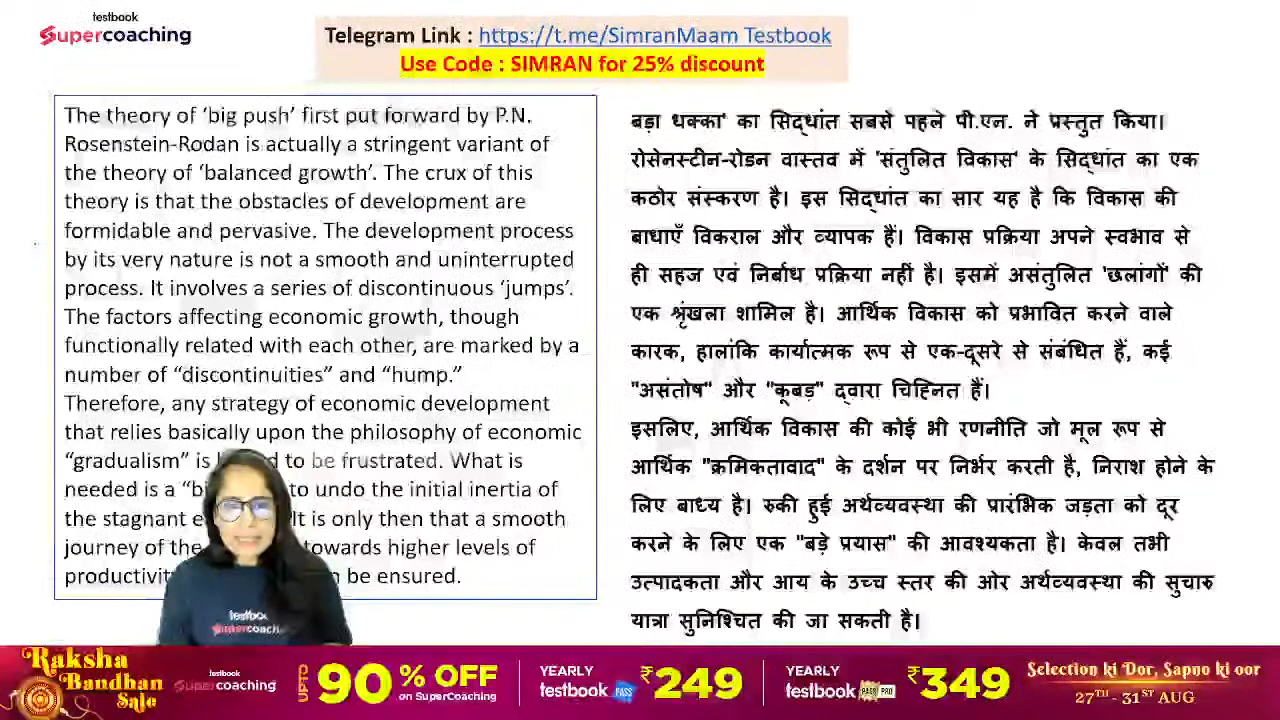 testbook
Supercoaching
Telegram Link : https://t.me/SimranMaam Testbook
Use Code : SIMRAN for 25% discount
The theory of ‘big push’ first put forward by P.N.
Rosenstein-Rodan is actually a stringent variant of
the theory of ‘balanced growth’. The crux of this
theory is that the obstacles of development are
formidable and pervasive. The development process
by its very nature is not a smooth and uninterrupted
process. It involves a series of discontinuous ‘jumps’.
The factors affecting economic growth, though
functionally related with each other, are marked by a
number of “discontinuities” and “hump.”
Therefore, any strategy of economic development
that relies basically upon the philosophy of economic
“gradualism” is to be frustrated. What is
needed is a to undo the initial inertia of
the stagnant It is only then that a smooth
journey of the towards higher levels of
be ensured.
बड़ा धक्का' का सिद्धांत सबसे पहले पी.एन. ने प्रस्तुत किया।
रोसेनस्टीन-रोडन वास्तव में 'संतुलित विकास' के सिद्धांत का एक
कठोर संस्करण है। इस सिद्धांत का सार यह है कि विकास की
बाधाएँ विकराल और व्यापक हैं। विकास प्रक्रिया अपने स्वभाव से
ही सहज एवं निर्बाध प्रक्रिया नहीं है। इसमें असंतुलित 'छलांगों' की
एक श्रृंखला शामिल है। आर्थिक विकास को प्रभावित करने वाले
कारक, हालांकि कार्यात्मक रूप से एक-दूसरे से संबंधित हैं, कई
"असंतोष" और "कूबड़" द्वारा चिह्नित हैं।
इसलिए, आर्थिक विकास की कोई भी रणनीति जो मूल रूप से
आर्थिक "क्रमिकतावाद" के दर्शन पर निर्भर करती है, निराश होने के
लिए बाध्य है। रुकी हुई अर्थव्यवस्था की प्रारंभिक जड़ता को दूर
करने के लिए एक "बड़े प्रयास" की आवश्यकता है। केवल तभी
उत्पादकता और आय के उच्च स्तर की ओर अर्थव्यवस्था की सुचारु
यात्रा सुनिश्चित की जा सकती है।
testbook
Raksha
Bandhan
Sale
testbook
Supercoaching
UPTO 90% OFF
on SuperCoaching
YEARLY
testbook PASS
₹249
YEARLY
testbook PASS PRO
₹349
Selection ki Dor, Sapno ki oor
27TH - 31ST AUG